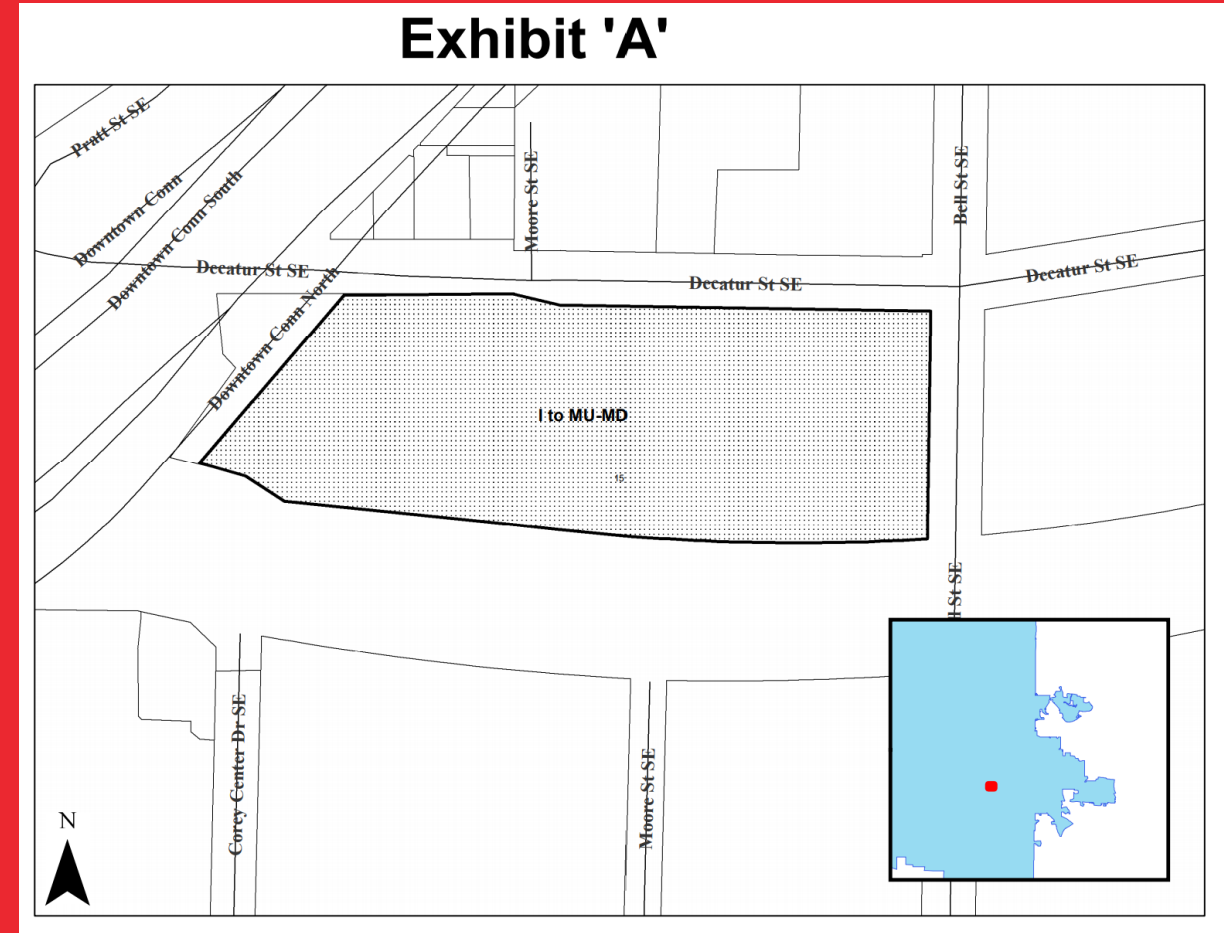 Exhibit 'A'
Pratt St SE
Downtown Conn
Downtown Conn South
Moore St SE
Bell St SE
Decatur St SE
Decatur St SE
Decatur St SE
Downtown Conn North
I to MU-MD
15
ll St SE
Corey Center Dr SE
Moore St SE
N